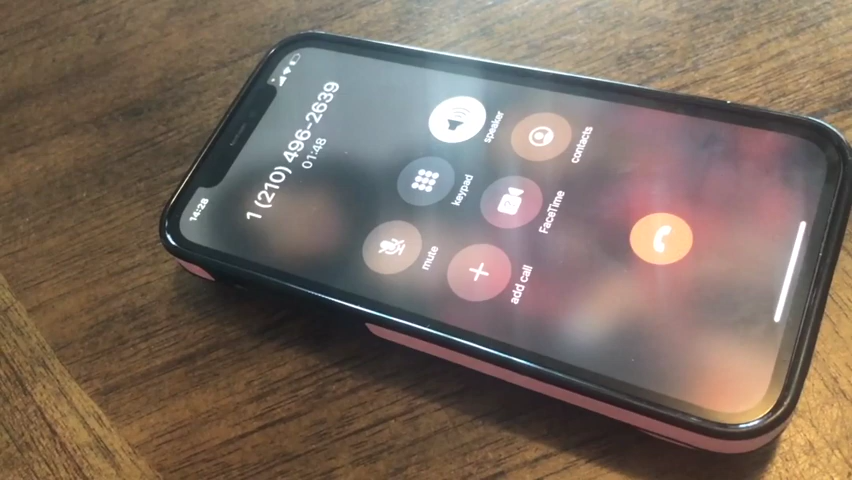 14:28
1 (210) 496-2639
01:48
mute
keypad
speaker
add call
FaceTime
contacts